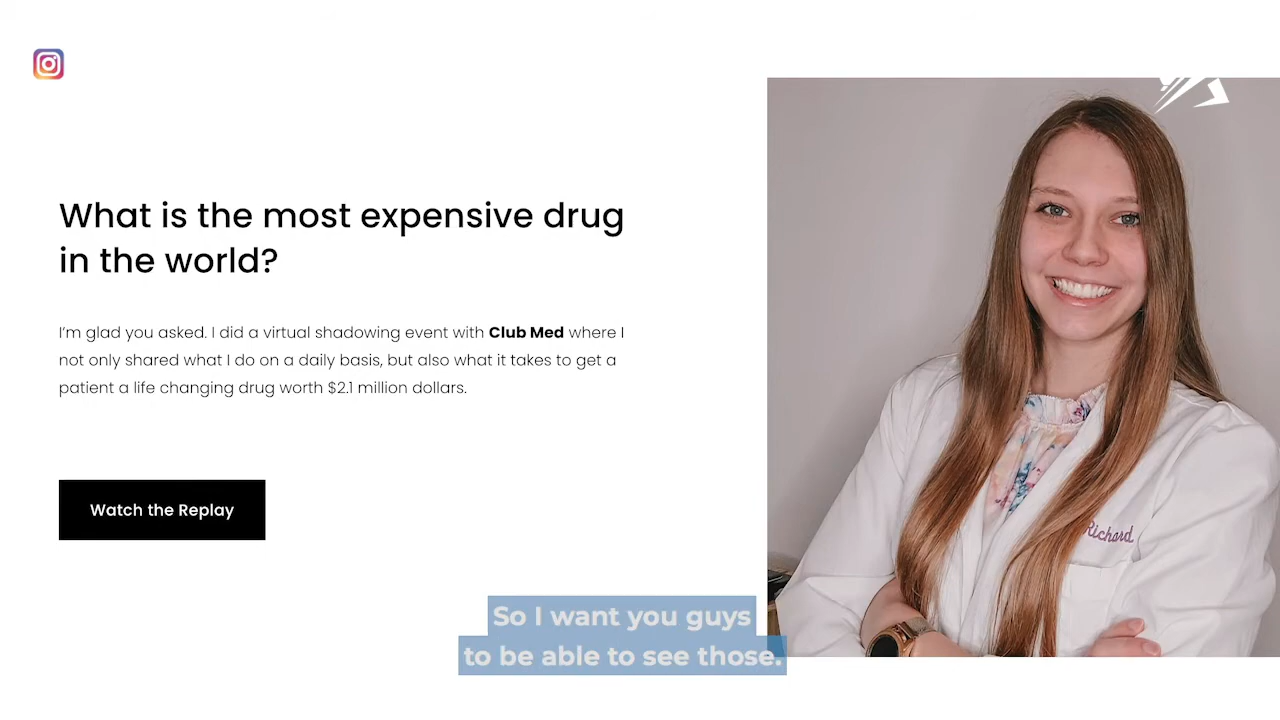 What is the most expensive drug
in the world?
I’m glad you asked. I did a virtual shadowing event with Club Med where I
not only shared what I do on a daily basis, but also what it takes to get a
patient a life changing drug worth $2.1 million dollars.
Richard
Watch the Replay
So I want you guys
to be able to see those.